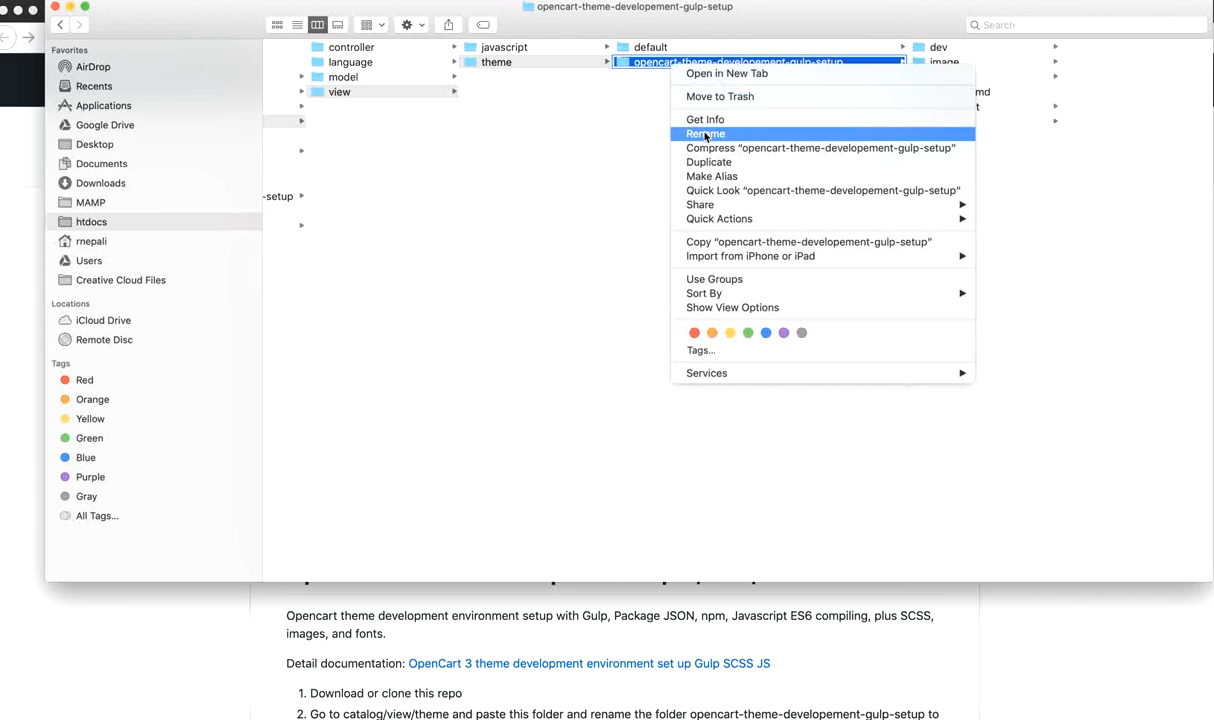 opencart-theme-developement-gulp-setup
Search
Favorites
AirDrop
Recents
Applications
Google Drive
Desktop
Documents
Downloads
MAMP
htdocs
rnepali
Users
Creative Cloud Files
Locations
iCloud Drive
Remote Disc
Tags
Red
Orange
Yellow
Green
Blue
Purple
Gray
All Tags...
-setup
controller
language
model
view
javascript
theme
default
opencart-theme-developement-gulp-setup
dev
image
md
t
Open in New Tab
Move to Trash
Get Info
Rename
Compress “opencart-theme-developement-gulp-setup”
Duplicate
Make Alias
Quick Look “opencart-theme-developement-gulp-setup”
Share
Quick Actions
Copy “opencart-theme-developement-gulp-setup”
Import from iPhone or iPad
Use Groups
Sort By
Show View Options
Tags...
Services
Opencart theme development environment setup with Gulp, Package JSON, npm, Javascript ES6 compiling, plus SCSS,
images, and fonts.
Detail documentation: OpenCart 3 theme development environment set up Gulp SCSS JS
1. Download or clone this repo
2. Go to catalog/view/theme and paste this folder and rename the folder opencart-theme-developement-gulp-setup to